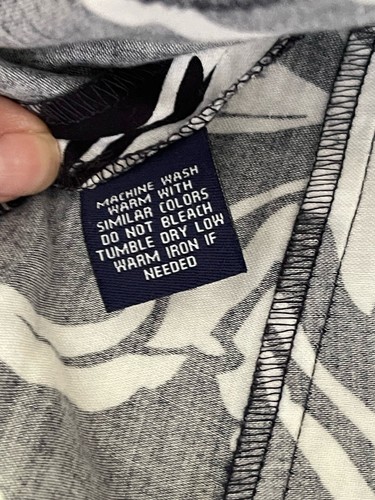 MACHINE WASH
WARM WITH
SIMILAR COLORS
DO NOT BLEACH
TUMBLE DRY LOW
WARM IRON IF
NEEDED